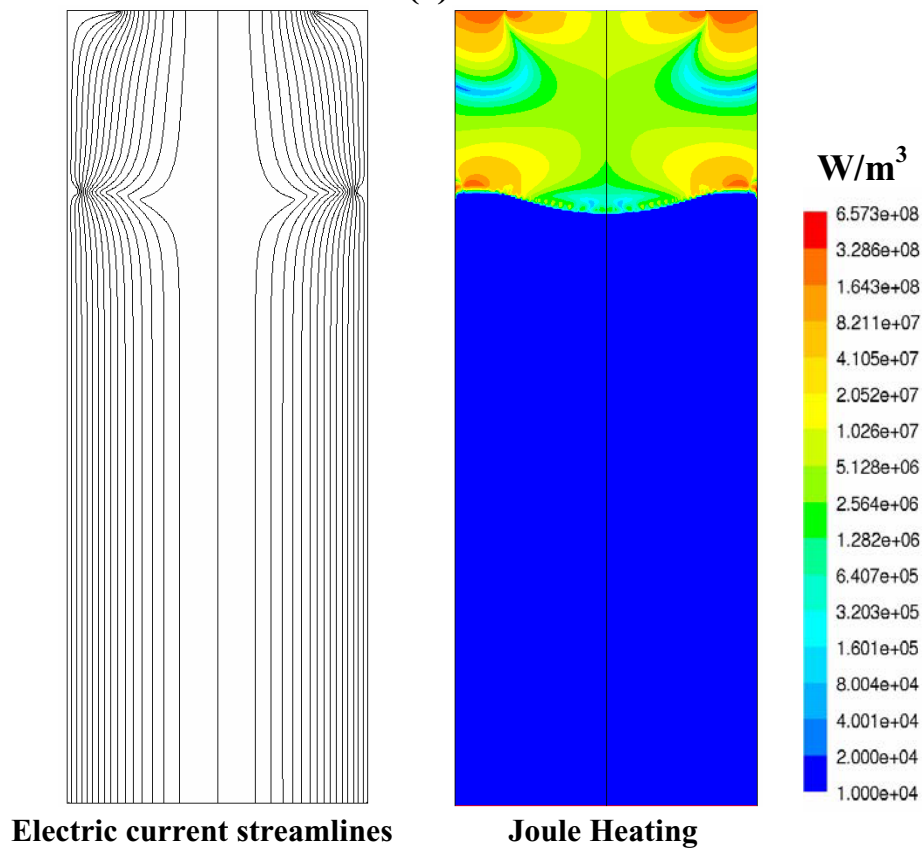 W/m³
6.573e+08
3.286e+08
1.643e+08
8.211e+07
4.105e+07
2.052e+07
1.026e+07
5.128e+06
2.564e+06
1.282e+06
6.407e+05
3.203e+05
1.601e+05
8.004e+04
4.001e+04
2.000e+04
1.000e+04
Electric current streamlines
Joule Heating